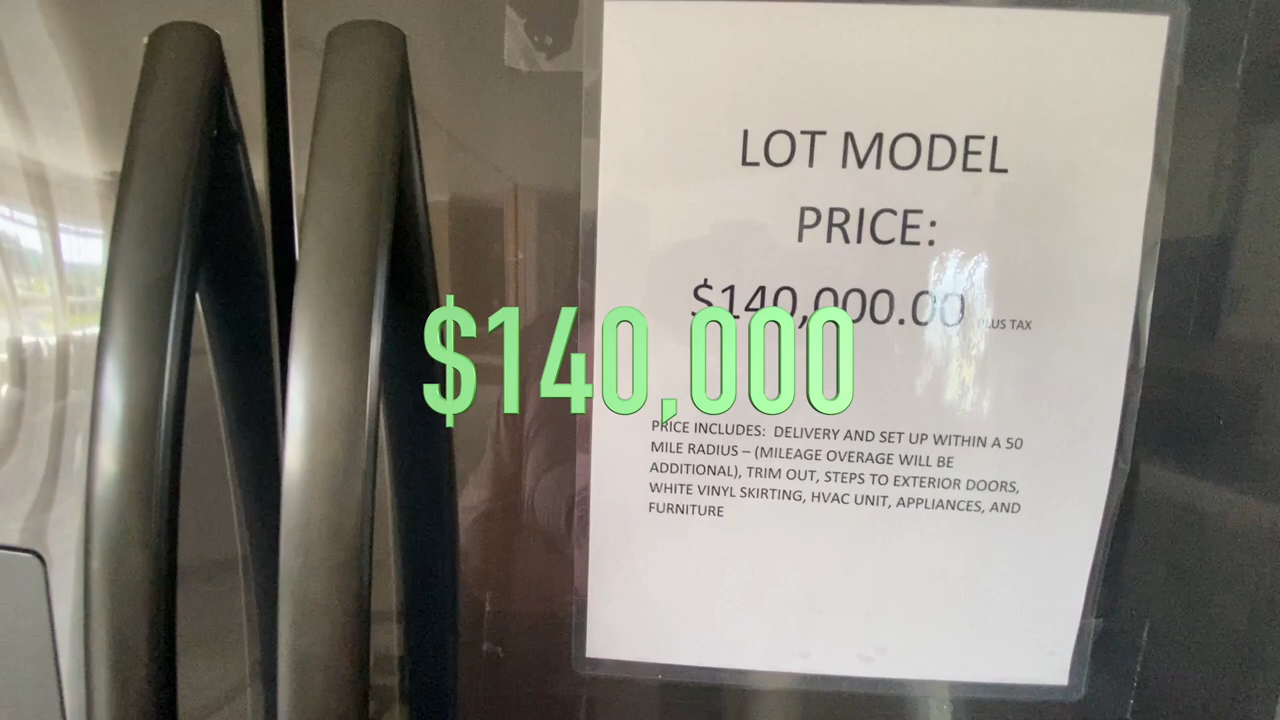 LOT MODEL
PRICE:
$140,000.00 PLUS TAX
$140,000
PRICE INCLUDES: DELIVERY AND SET UP WITHIN A 50
MILE RADIUS – (MILEAGE OVERAGE WILL BE
ADDITIONAL), TRIM OUT, STEPS TO EXTERIOR DOORS,
WHITE VINYL SKIRTING, HVAC UNIT, APPLIANCES, AND
FURNITURE